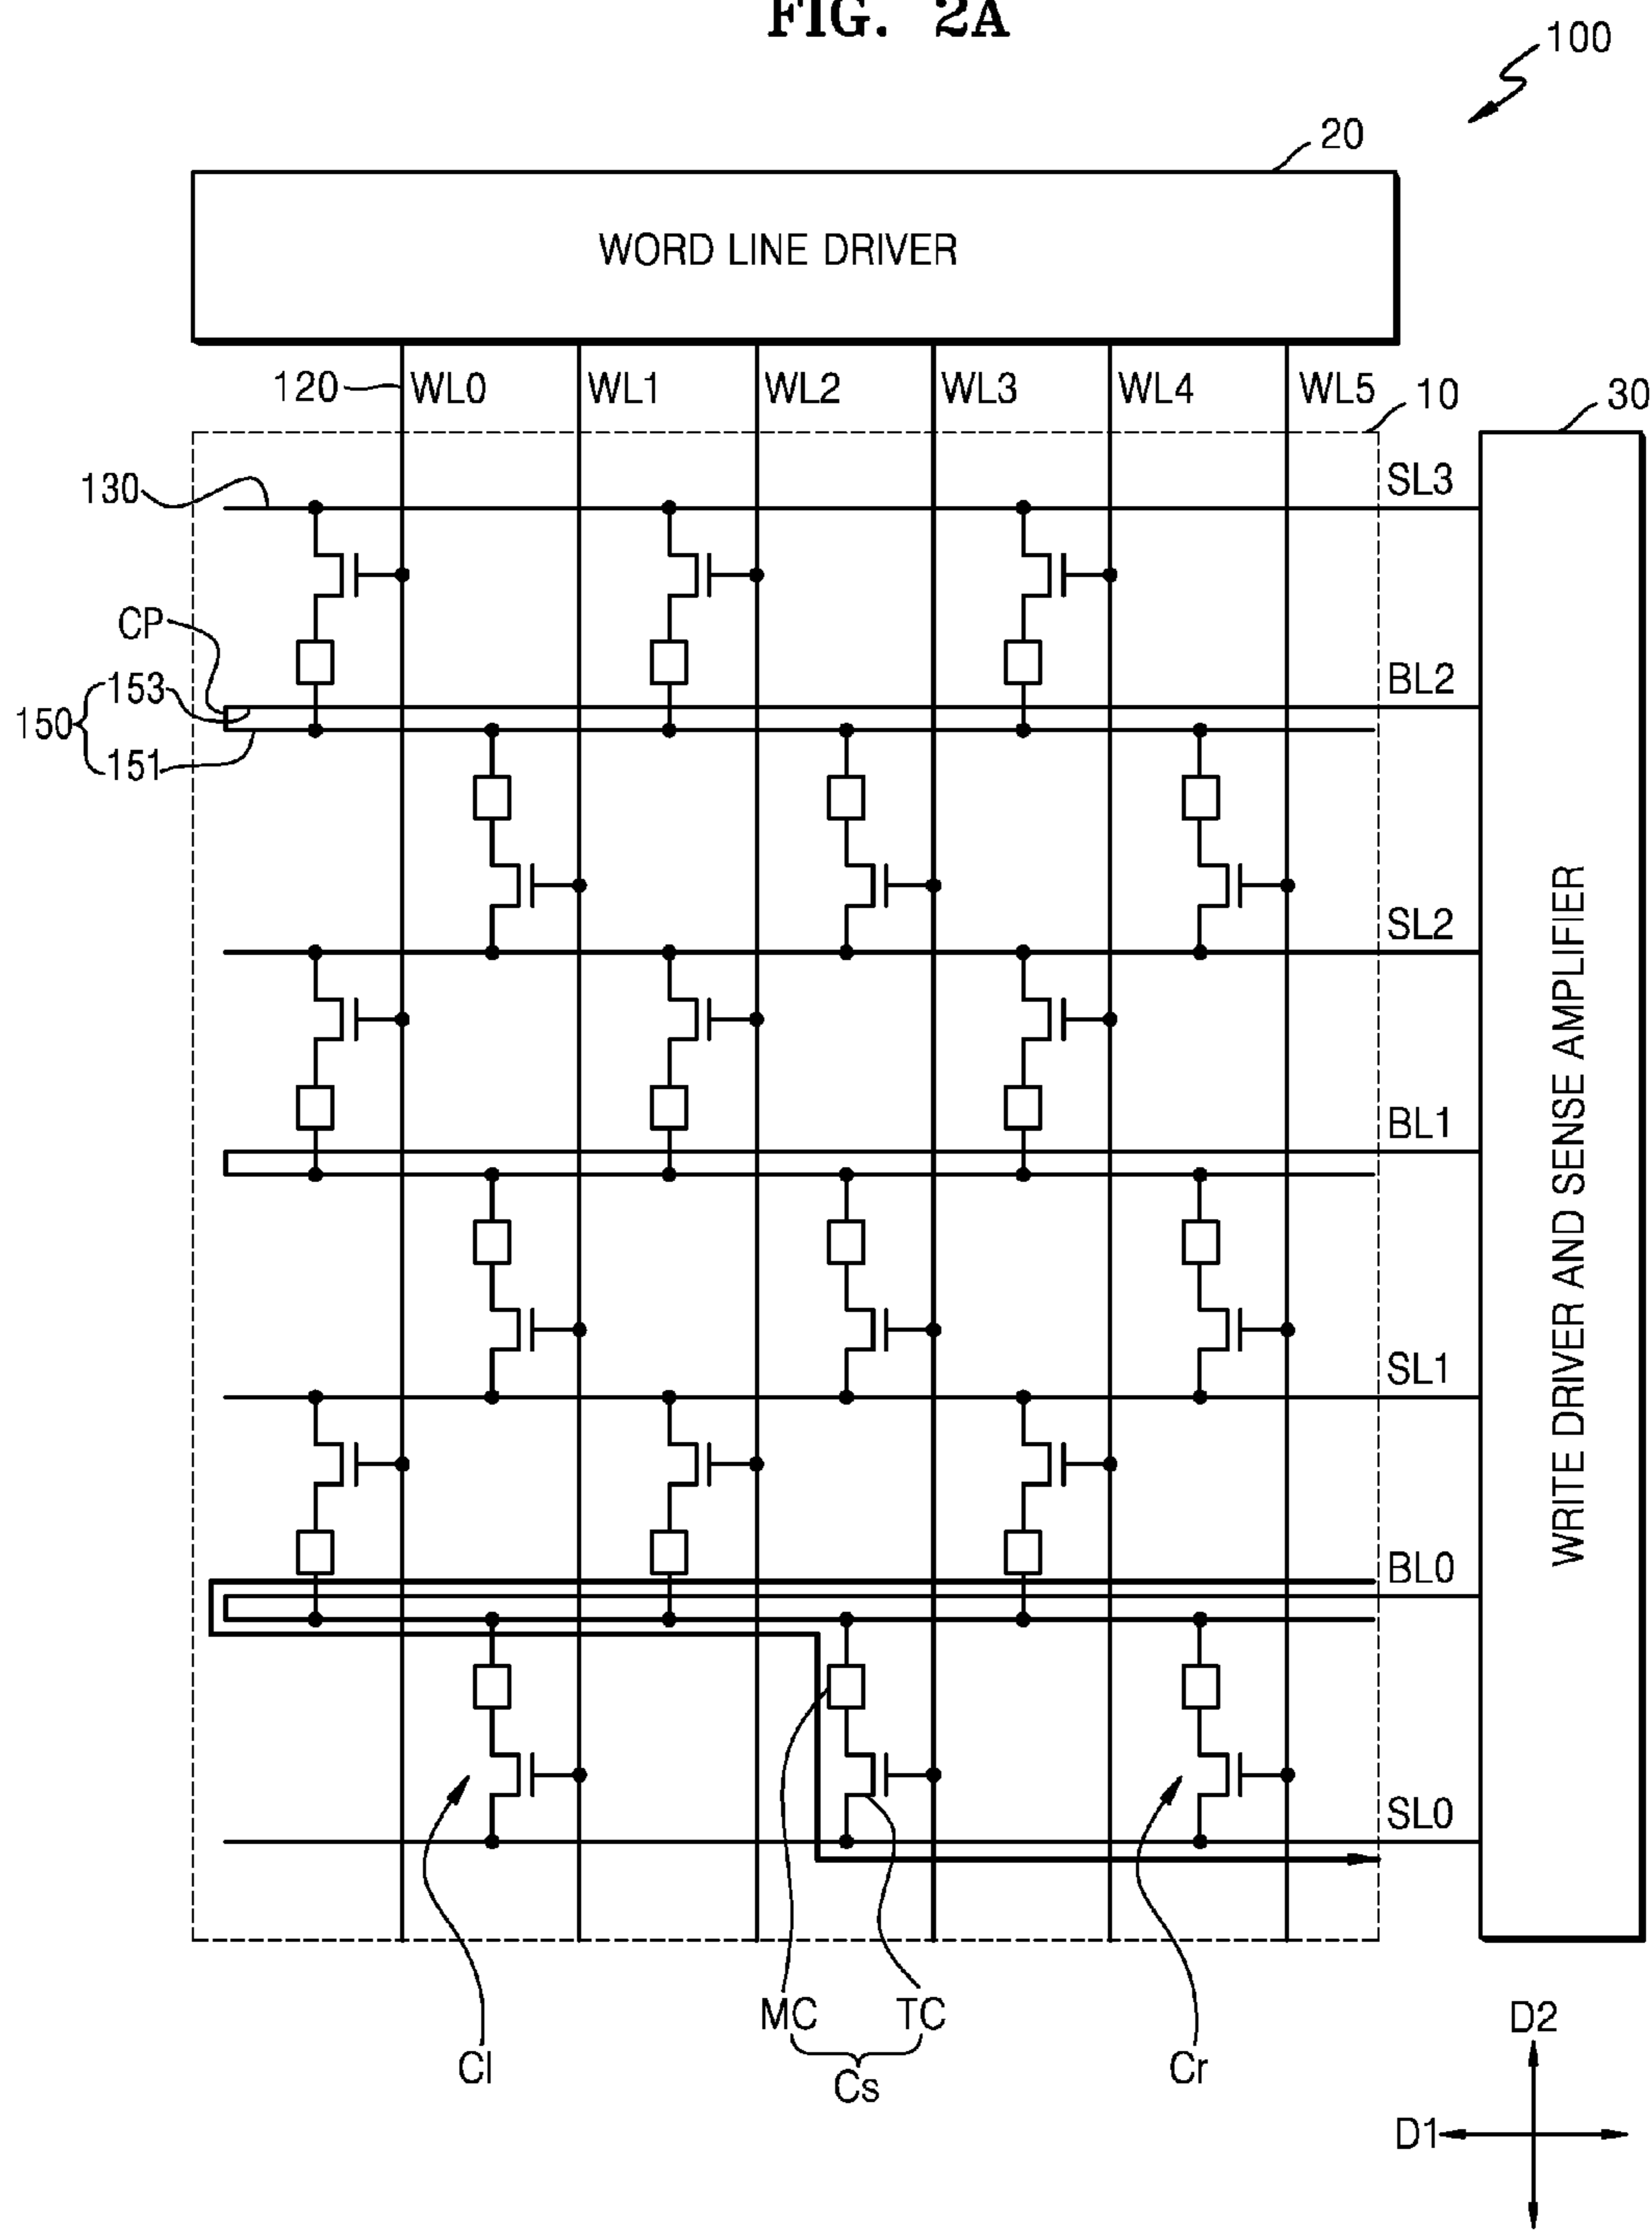 FIG. 2A
100
20
WORD LINE DRIVER
120 WL0 WL1 WL2 WL3 WL4 WL5
10
30
130
SL3
CP
BL2
153
150
151
SL2
BL1
SL1
BL0
SL0
WRITE DRIVER AND SENSE AMPLIFIER
MC TC
Cl Cs Cr
D2
D1